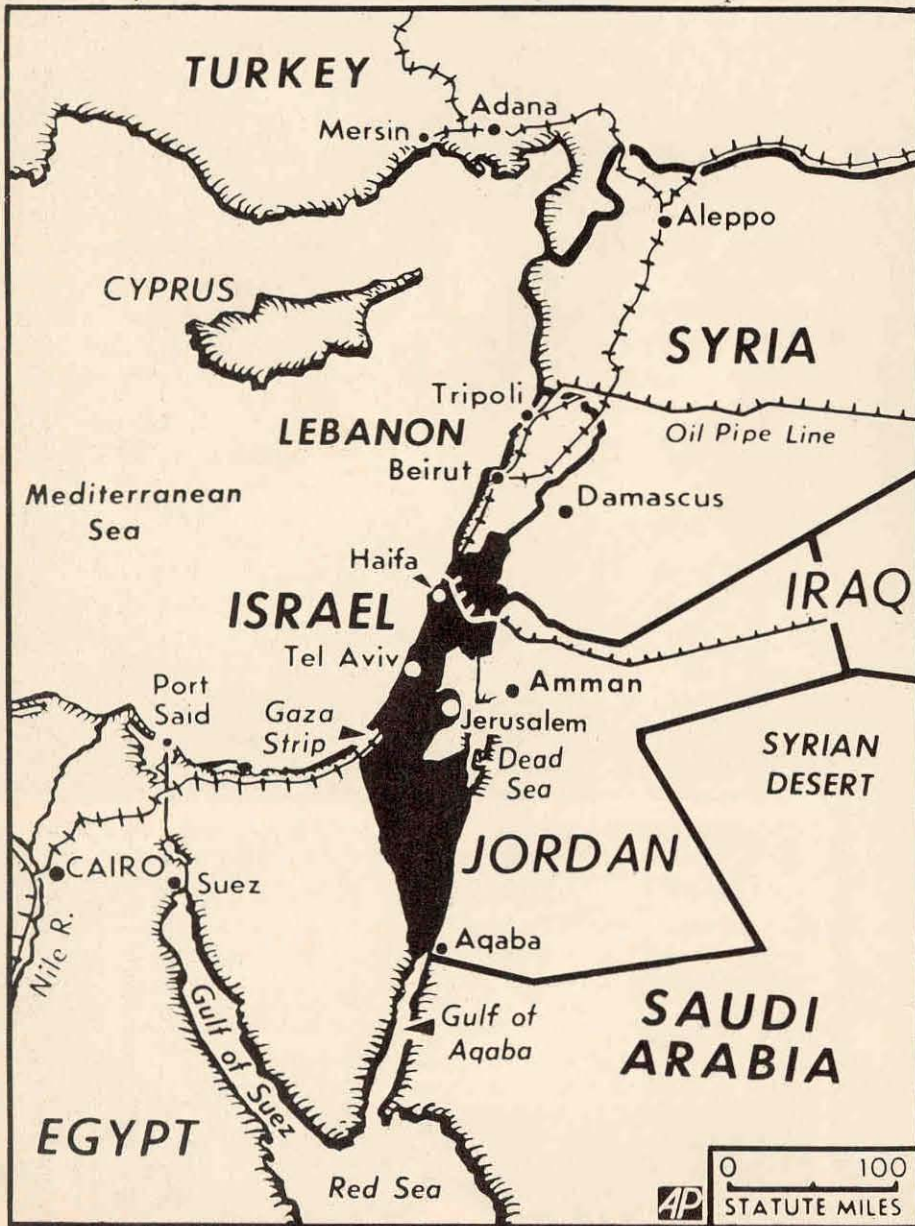 TURKEY
Adana
Mersin
Aleppo
CYPRUS
SYRIA
Tripoli
LEBANON
Oil Pipe Line
Beirut
Mediterranean
Sea
Damascus
Haifa
IRAQ
ISRAEL
Tel Aviv
Amman
Port
Said
Gaza
Strip
Jerusalem
Dead
Sea
SYRIAN
DESERT
JORDAN
CAIRO
Suez
Nile R.
Aqaba
Gulf of Suez
Gulf of
Aqaba
SAUDI
ARABIA
EGYPT
Red Sea
AP
0 100
STATUTE MILES